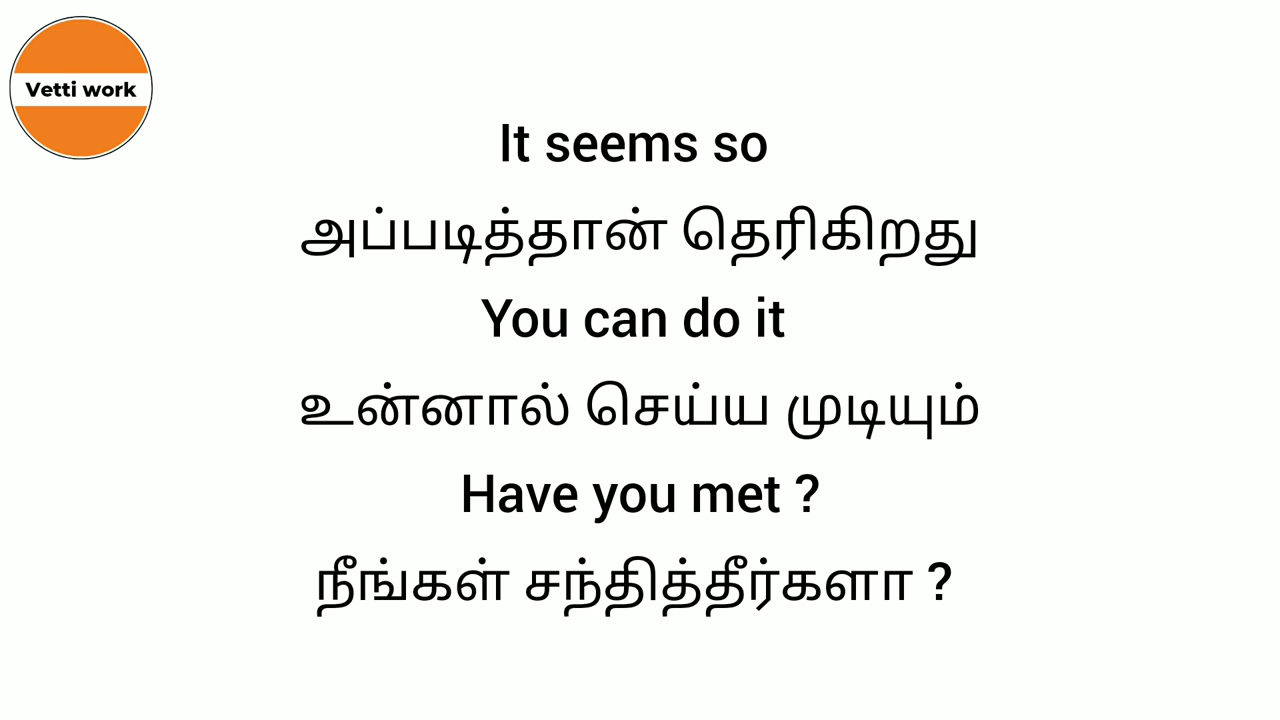 Vetti work
It seems so
அப்படித்தான் தெரிகிறது
You can do it
உன்னால் செய்ய முடியும்
Have you met ?
நீங்கள் சந்தித்தீர்களா ?